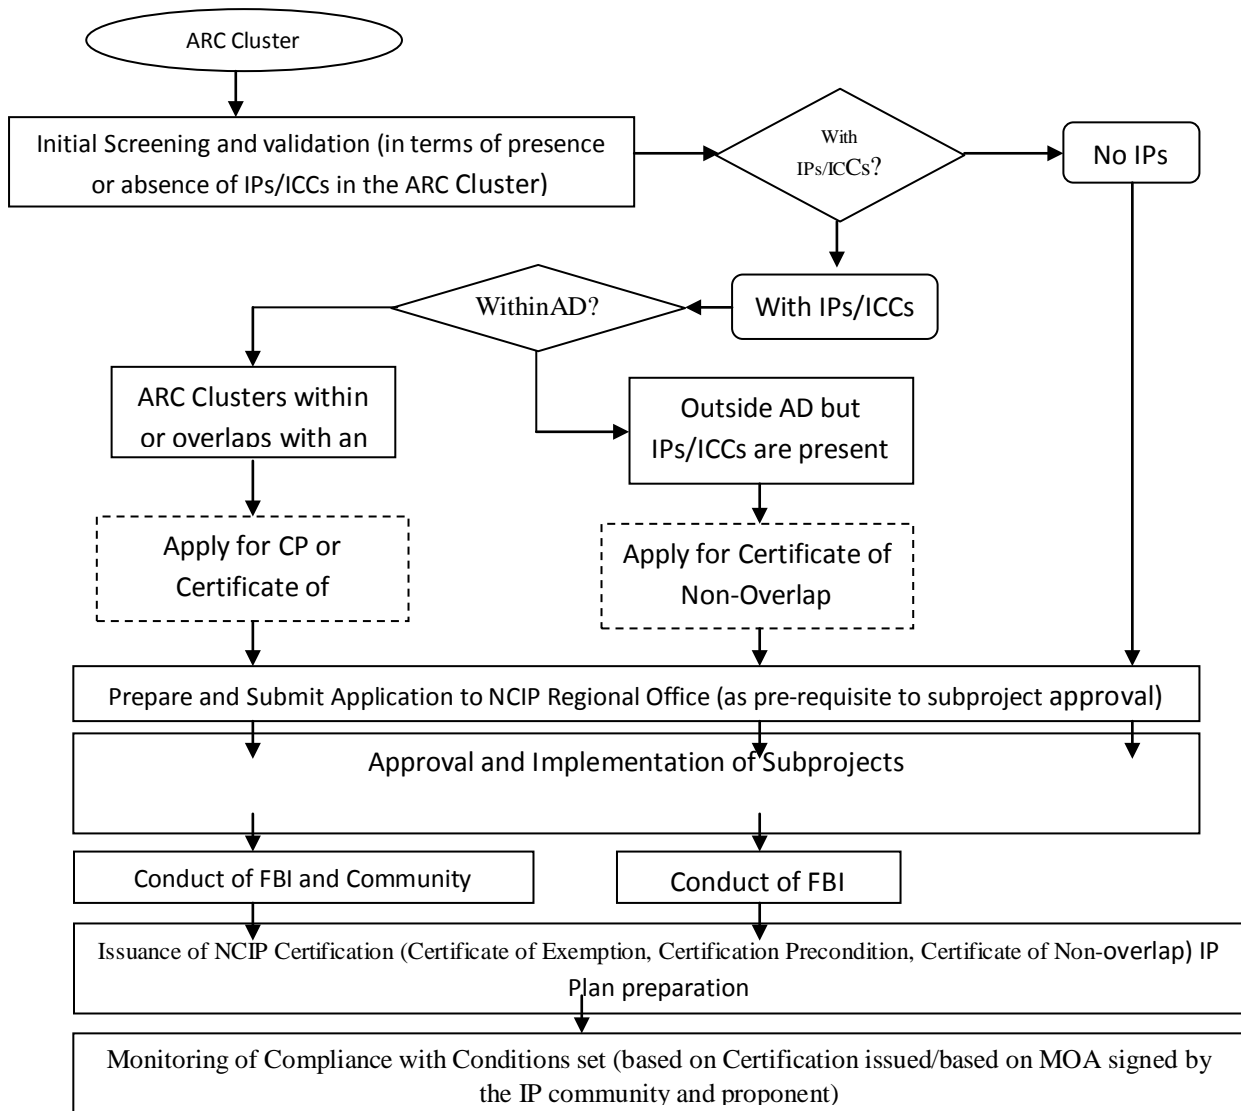 ARC Cluster
Initial Screening and validation (in terms of presence
or absence of IPs/ICCs in the ARC Cluster)
With
IPs/ICCs?
No IPs
WithinAD?
With IPs/ICCs
ARC Clusters within
or overlaps with an
Outside AD but
IPs/ICCs are present
Apply for CP or
Certificate of
Apply for Certificate of
Non-Overlap
Prepare and Submit Application to NCIP Regional Office (as pre-requisite to subproject approval)
Approval and Implementation of Subprojects
Conduct of FBI and Community
Conduct of FBI
Issuance of NCIP Certification (Certificate of Exemption, Certification Precondition, Certificate of Non-overlap) IP
Plan preparation
Monitoring of Compliance with Conditions set (based on Certification issued/based on MOA signed by
the IP community and proponent)